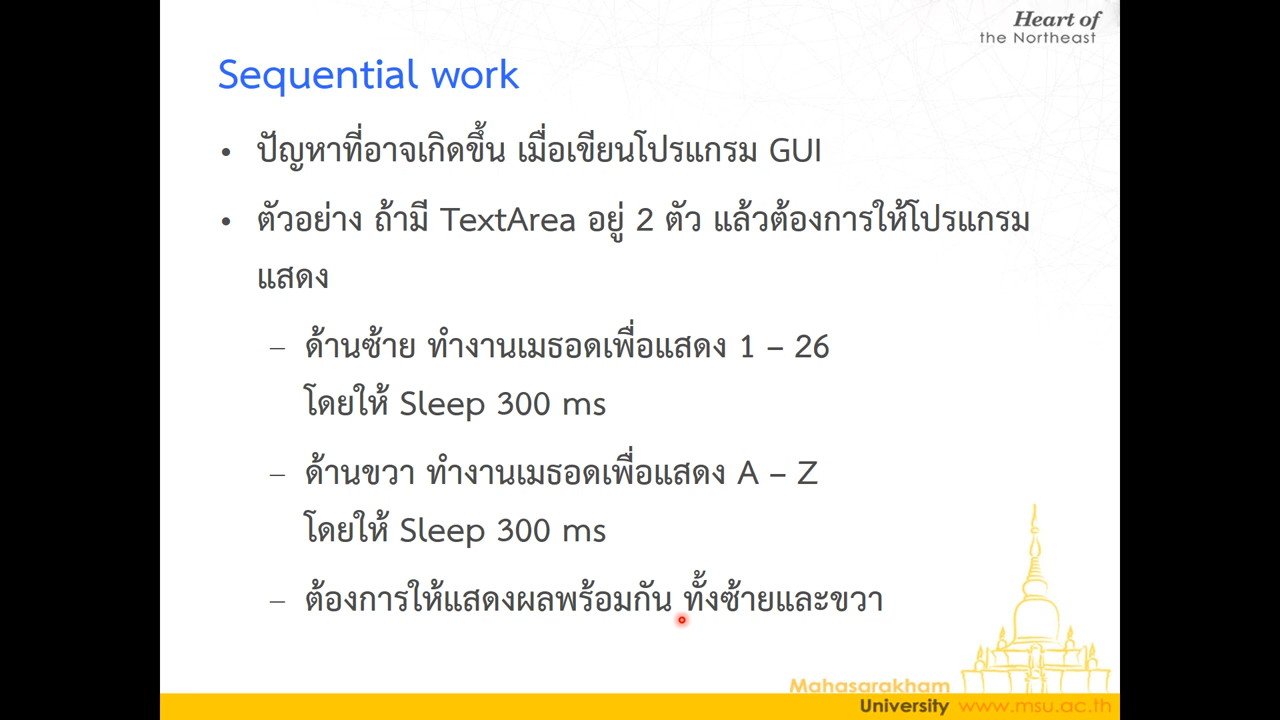 Heart of
the Northeast
Sequential work
• ปัญหาที่อาจเกิดขึ้น เมื่อเขียนโปรแกรม GUI
• ตัวอย่าง ถ้ามี TextArea อยู่ 2 ตัว แล้วต้องการให้โปรแกรม
แสดง
– ด้านซ้าย ทำงานเมธอดเพื่อแสดง 1 – 26
โดยให้ Sleep 300 ms
– ด้านขวา ทำงานเมธอดเพื่อแสดง A – Z
โดยให้ Sleep 300 ms
– ต้องการให้แสดงผลพร้อมกัน ทั้งซ้ายและขวา
Mahasarakham
University www.msu.ac.th